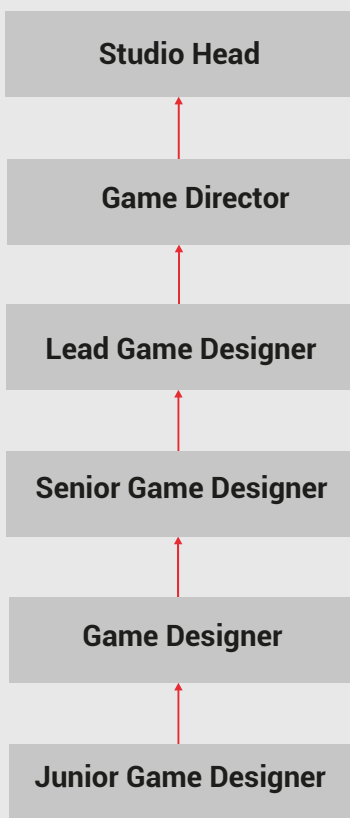 Studio Head
Game Director
Lead Game Designer
Senior Game Designer
Game Designer
Junior Game Designer